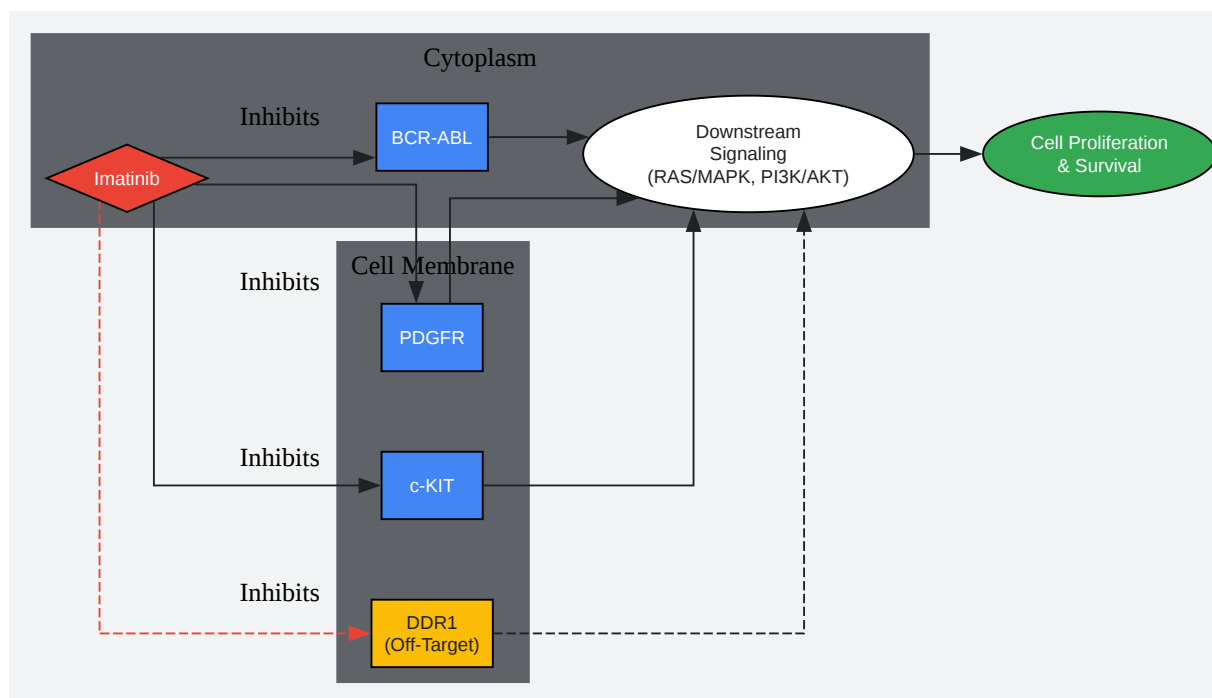 Cytoplasm
Inhibits
BCR-ABL
Downstream
Signaling
(RAS/MAPK, PI3K/AKT)
Cell Proliferation
& Survival
Imatinib
Cell Membrane
Inhibits
PDGFR
Inhibits
c-KIT
Inhibits
DDR1
(Off-Target)